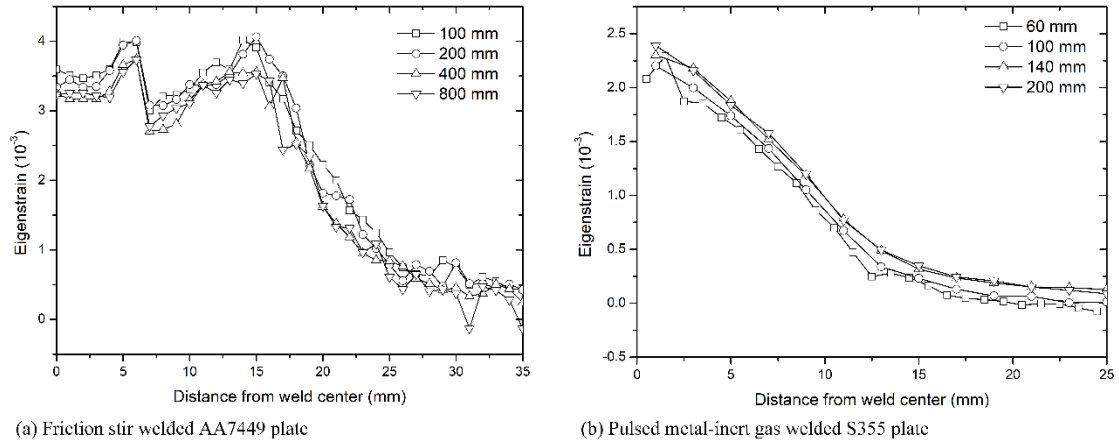 4
3
2
1
0
Eigenstrain (10-3)
0 5 10 15 20 25 30 35
Distance from weld center (mm)
100 mm
200 mm
400 mm
800 mm
(a) Friction stir welded AA7449 plate
2.5
2.0
1.5
1.0
0.5
0.0
-0.5
Eigenstrain (10-3)
0 5 10 15 20 25
Distance from weld center (mm)
60 mm
100 mm
140 mm
200 mm
(b) Pulsed metal-inert gas welded S355 plate